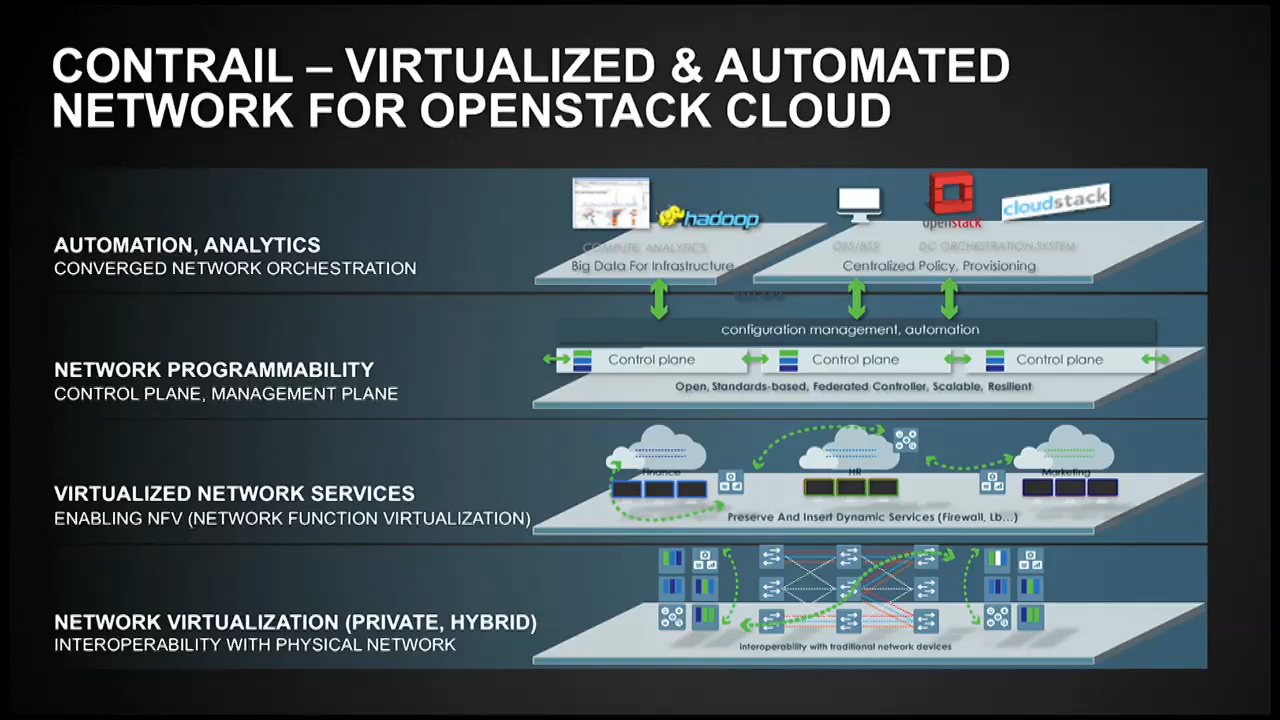 CONTRAIL – VIRTUALIZED & AUTOMATED
NETWORK FOR OPENSTACK CLOUD
AUTOMATION, ANALYTICS
CONVERGED NETWORK ORCHESTRATION
hadoop
openstack
cloudstack
COMPUTE, ANALYTICS
OSS/BSS
DC ORCHESTRATION SYSTEM
Big Data For Infrastructure
Centralized Policy, Provisioning
NETWORK PROGRAMMABILITY
CONTROL PLANE, MANAGEMENT PLANE
configuration management, automation
Control plane
Control plane
Control plane
Open, Standards-based, Federated Controller, Scalable, Resilient
VIRTUALIZED NETWORK SERVICES
ENABLING NFV (NETWORK FUNCTION VIRTUALIZATION)
Finance
HR
Marketing
Preserve And Insert Dynamic Services (Firewall, Lb...)
NETWORK VIRTUALIZATION (PRIVATE, HYBRID)
INTEROPERABILITY WITH PHYSICAL NETWORK
Interoperability with traditional network devices